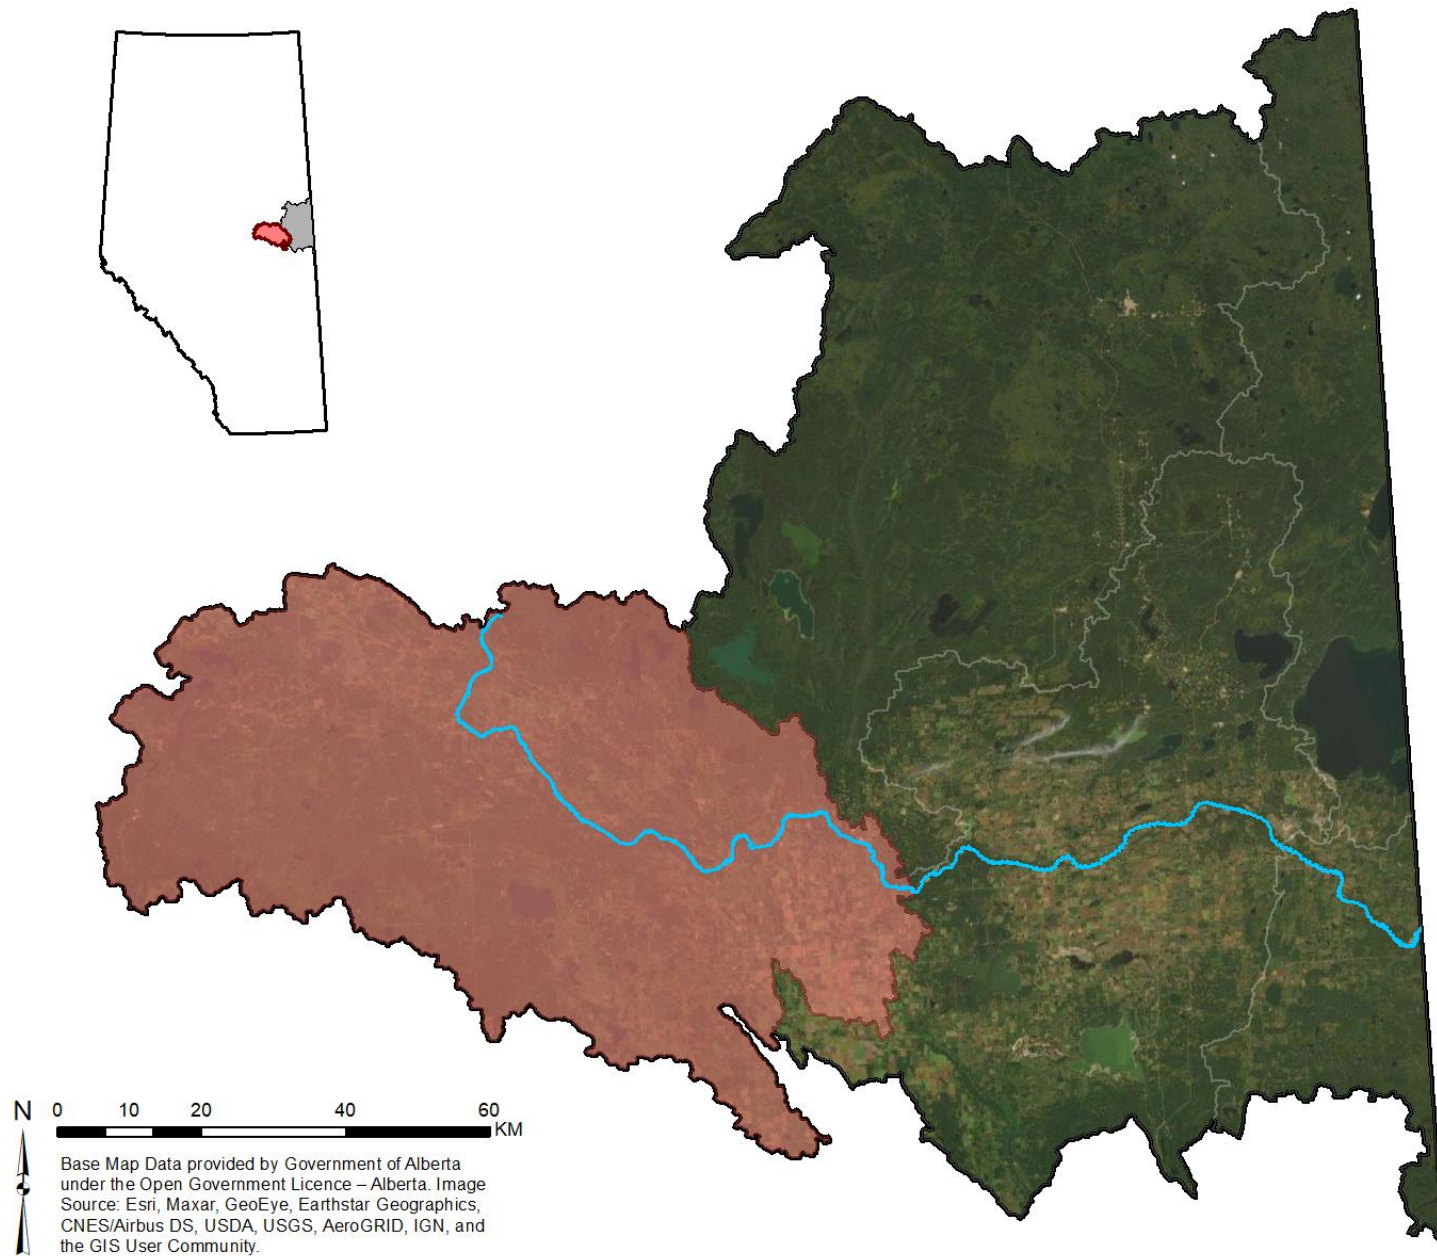 N 0 10 20 40 60
KM
Base Map Data provided by Government of Alberta
under the Open Government Licence – Alberta. Image
Source: Esri, Maxar, GeoEye, Earthstar Geographics,
CNES/Airbus DS, USDA, USGS, AeroGRID, IGN, and
the GIS User Community.